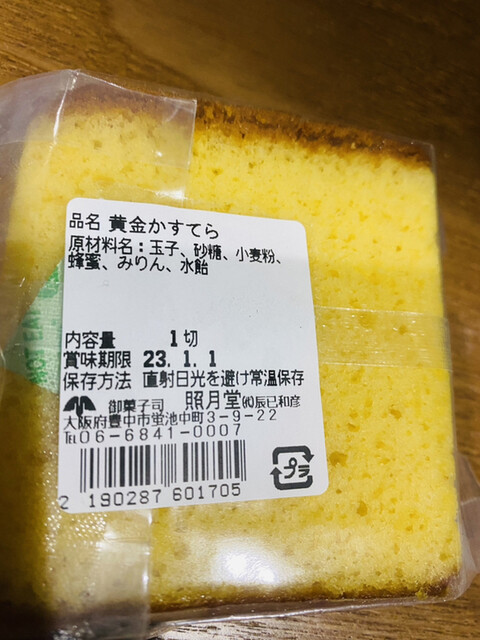 品名 黄金かすてら
原材料名：玉子、砂糖、小麦粉、
蜂蜜、みりん、水飴
内容量 1切
賞味期限 23.1.1
保存方法 直射日光を避け常温保存
御菓子司 照月堂㈲辰已和彦
大阪府豊中市蛍池中町3-9-22
℡06-6841-0007
プラ
2 190287 601705